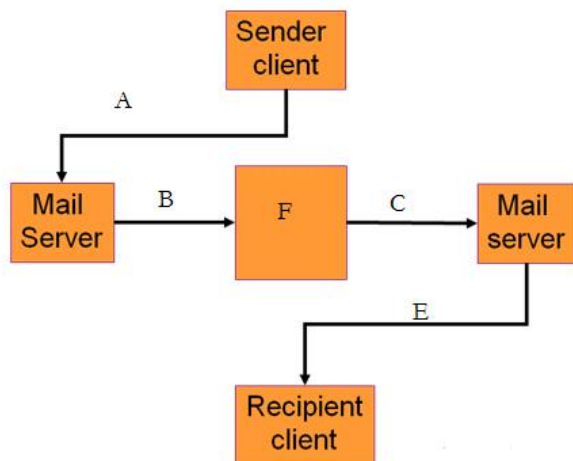 Sender
client
A
Mail
Server
B
F
C
Mail
server
E
Recipient
client